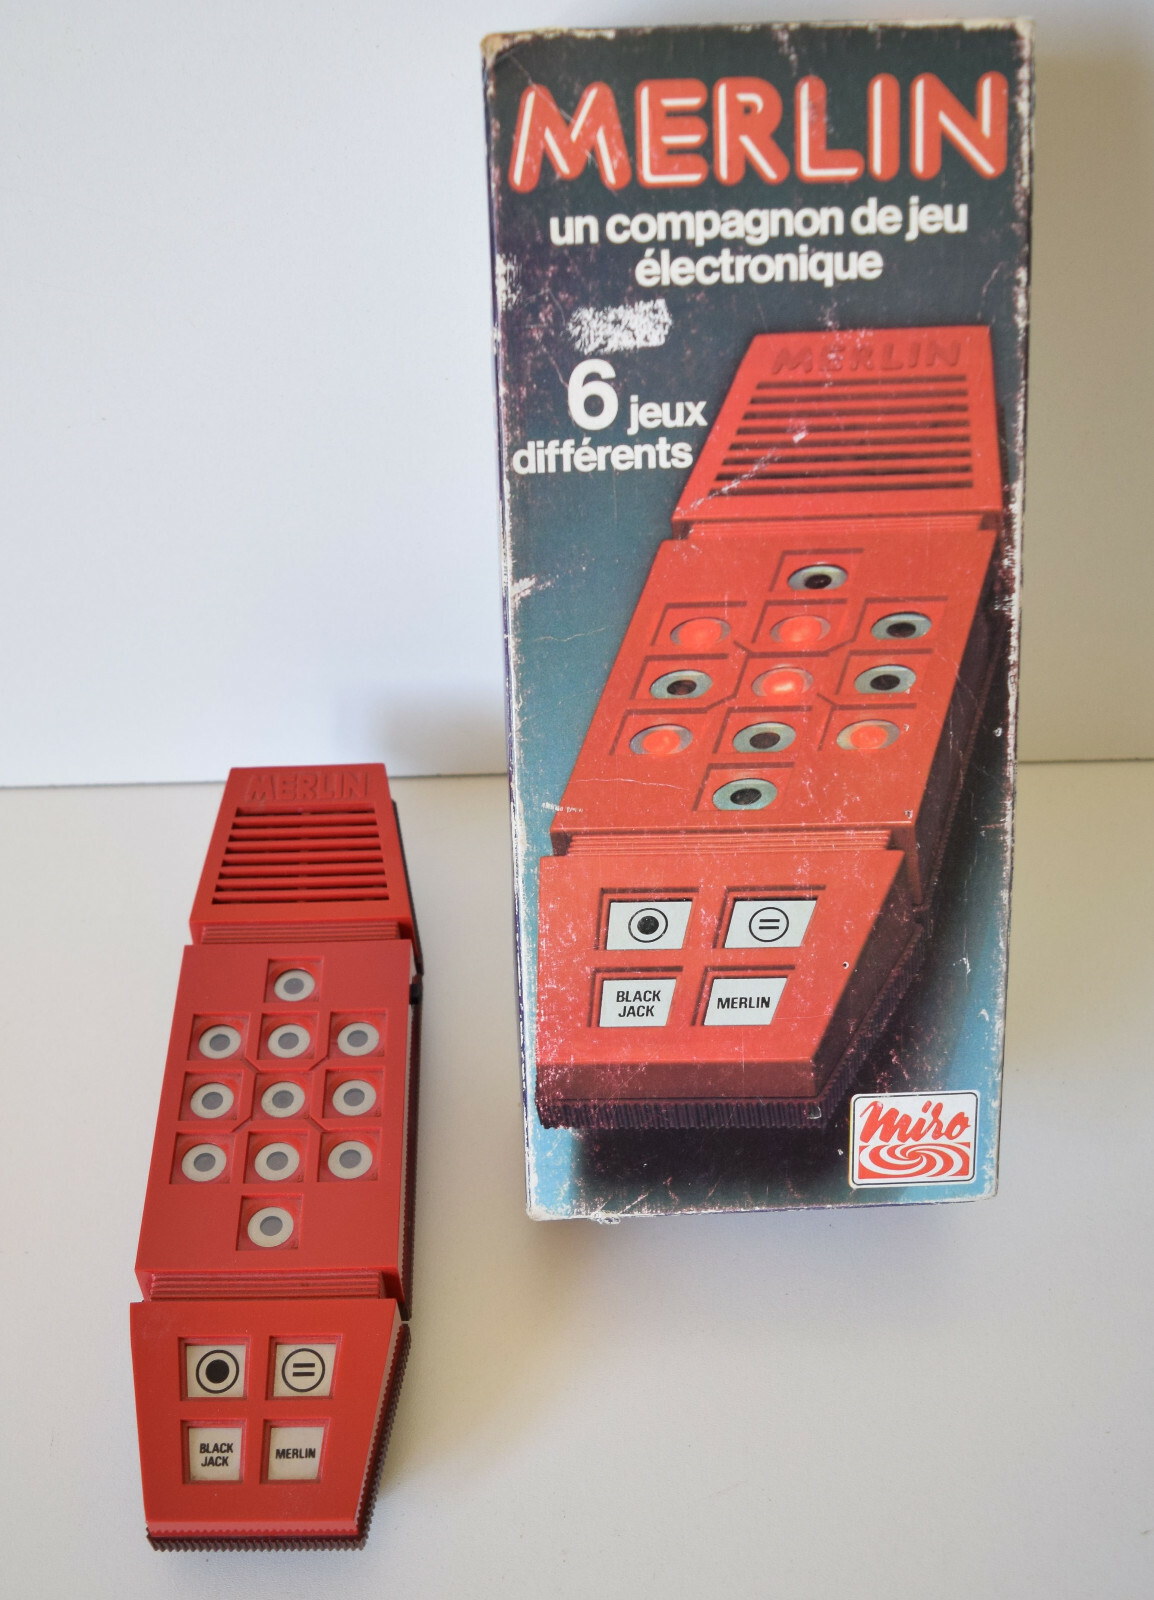 MERLIN
un compagnon de jeu
électronique
6 jeux
différents
MERLIN
BLACK
JACK
MERLIN
miro
MERLIN
BLACK
JACK
MERLIN